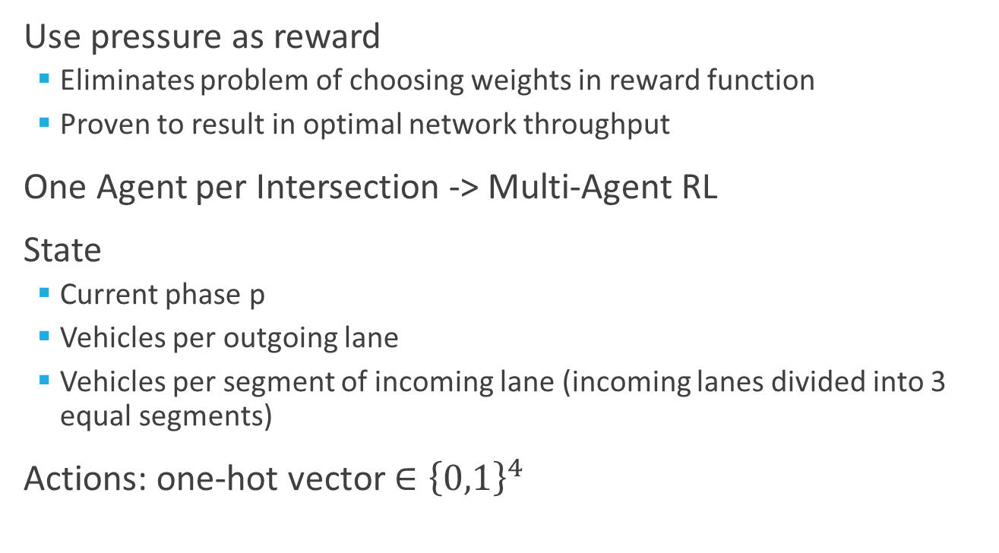 Use pressure as reward
▪ Eliminates problem of choosing weights in reward function
▪ Proven to result in optimal network throughput
One Agent per Intersection -> Multi-Agent RL
State
▪ Current phase p
▪ Vehicles per outgoing lane
▪ Vehicles per segment of incoming lane (incoming lanes divided into 3
equal segments)
Actions: one-hot vector ∈ {0,1}⁴